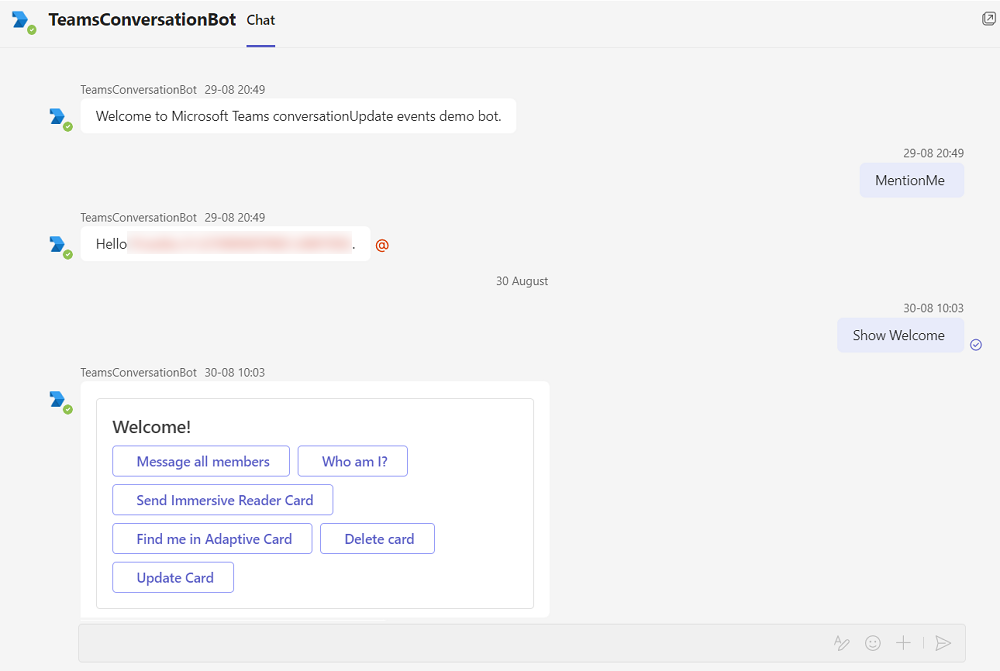 TeamsConversationBot Chat
TeamsConversationBot 29-08 20:49
Welcome to Microsoft Teams conversationUpdate events demo bot.
29-08 20:49
MentionMe
TeamsConversationBot 29-08 20:49
Hello . @
30 August
30-08 10:03
Show Welcome
TeamsConversationBot 30-08 10:03
Welcome!
Message all members Who am I?
Send Immersive Reader Card
Find me in Adaptive Card Delete card
Update Card